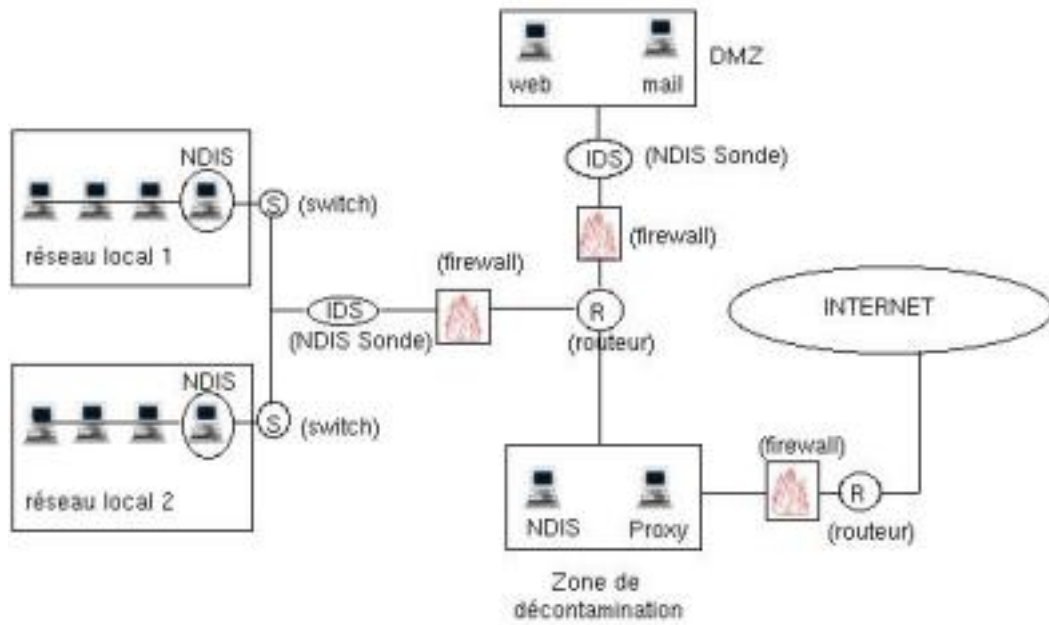 DMZ
web
mail
IDS
(NDIS Sonde)
NDIS
S
(switch)
réseau local 1
(firewall)
(firewall)
IDS
(NDIS Sonde)
R
(routeur)
INTERNET
NDIS
S
(switch)
réseau local 2
NDIS
Proxy
(firewall)
R
(routeur)
Zone de
décontamination